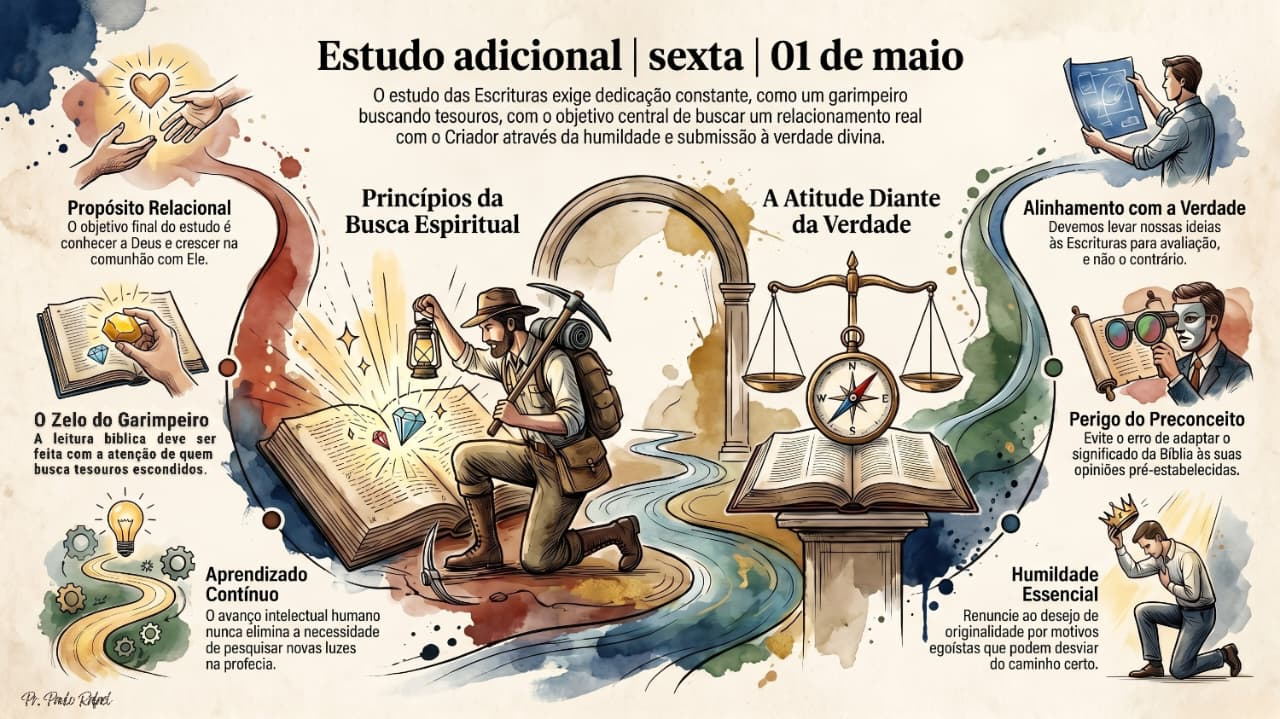 Estudo adicional | sexta | 01 de maio
O estudo das Escrituras exige dedicação constante, como um garimpeiro
buscando tesouros, com o objetivo central de buscar um relacionamento real
com o Criador através da humildade e submissão à verdade divina.
Princípios da
Busca Espiritual
Propósito Relacional
O objetivo final do estudo é
conhecer a Deus e crescer na
comunhão com Ele.
O Zelo do Garimpeiro
A leitura bíblica deve ser
feita com a atenção de quem
busca tesouros escondidos.
Aprendizado
Contínuo
O avanço intelectual humano
nunca elimina a necessidade
de pesquisar novas luzes
na profecia.
A Atitude Diante
da Verdade
N
W
E
S
Alinhamento com a Verdade
Devemos levar nossas ideias
às Escrituras para avaliação,
e não o contrário.
Perigo do Preconceito
Evite o erro de adaptar o
significado da Bíblia às suas
opiniões pré-estabelecidas.
Humildade
Essencial
Renuncie ao desejo de
originalidade por motivos
egoístas que podem desviar
do caminho certo.
Pr. Paulo Rafael